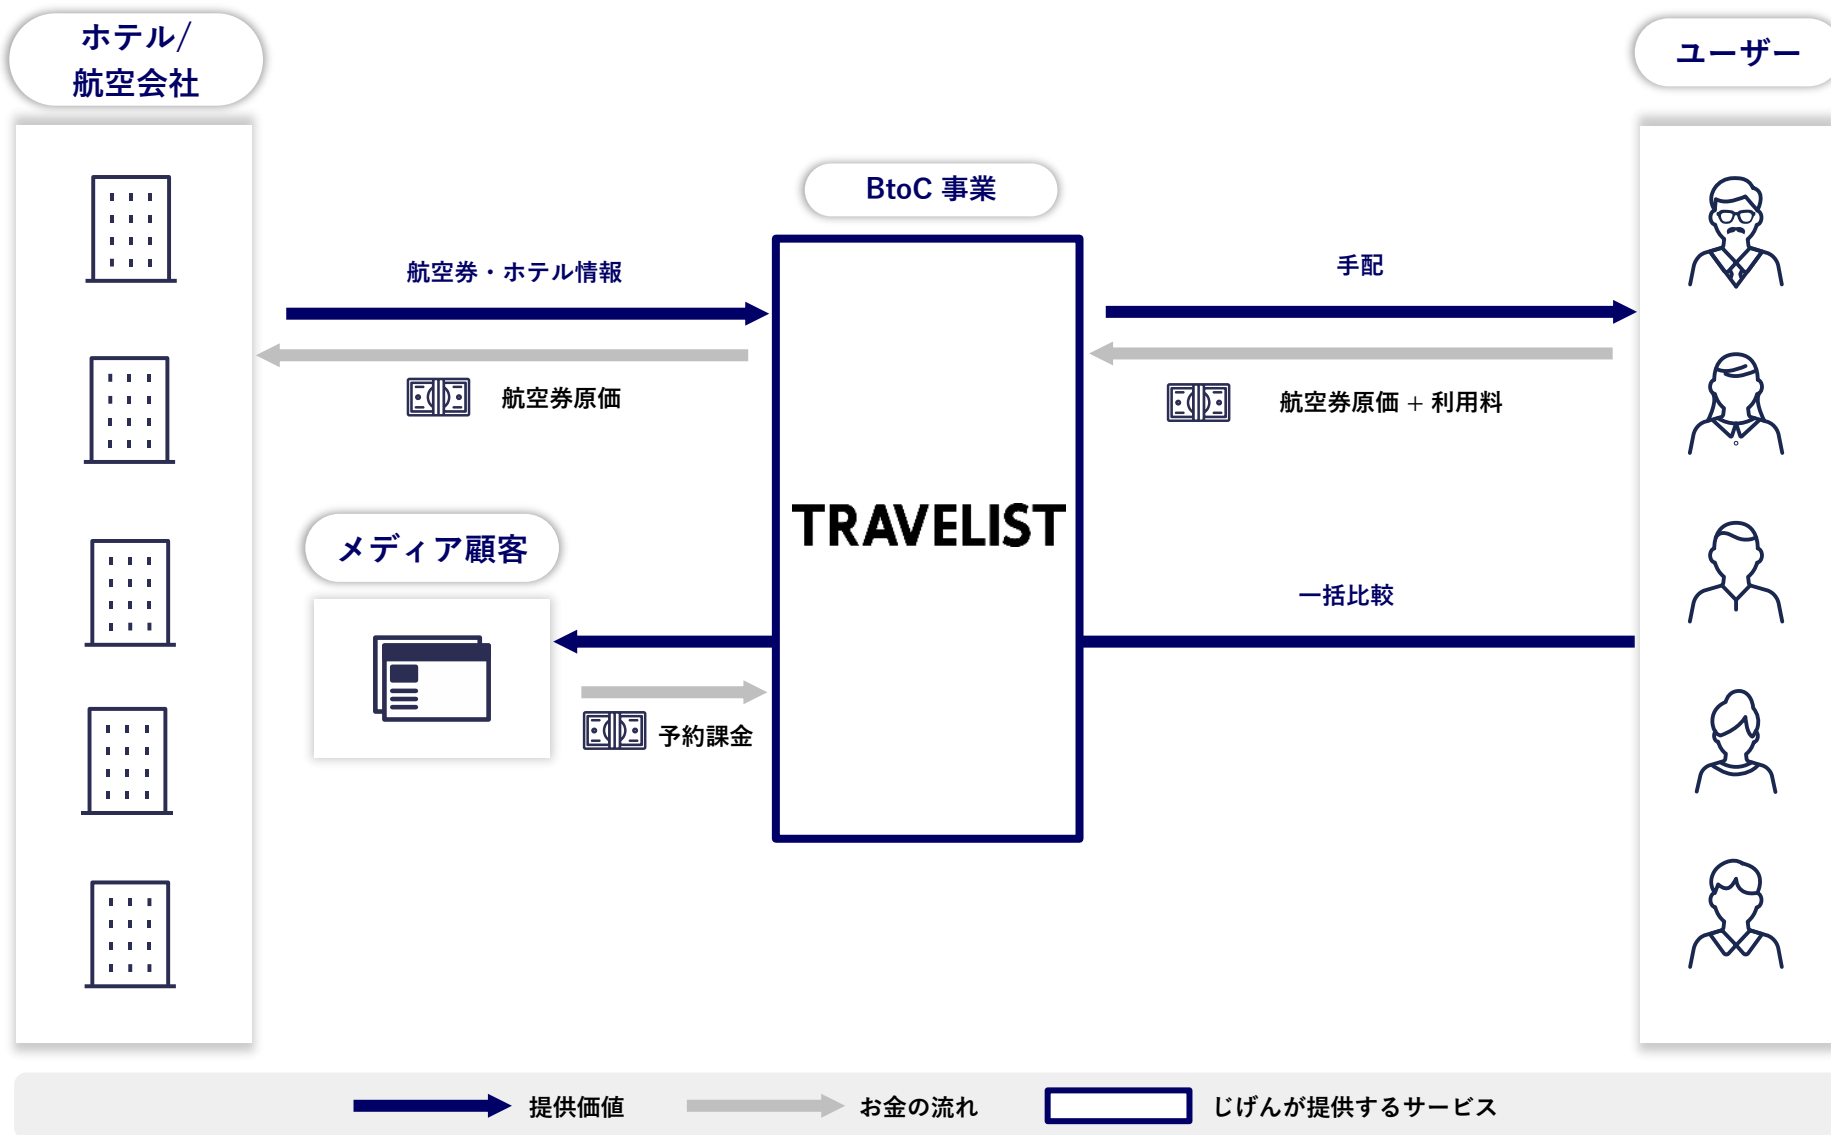 ホテル/
航空会社
ユーザー
BtoC 事業
航空券・ホテル情報
手配
航空券原価
航空券原価 + 利用料
TRAVELIST
メディア顧客
一括比較
予約課金
提供価値
お金の流れ
じげんが提供するサービス